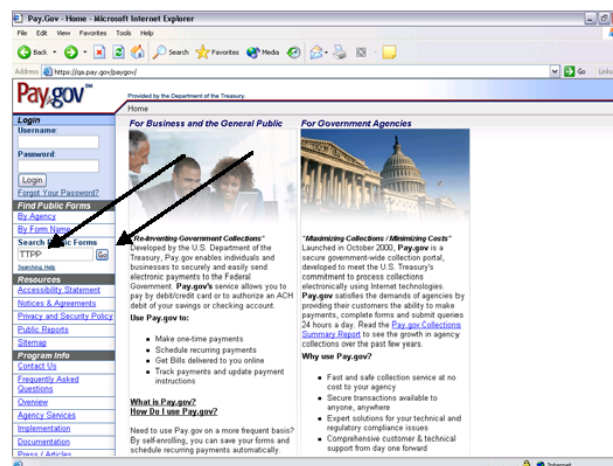 Pay.Gov - Home - Microsoft Internet Explorer
File Edit View Favorites Tools Help
Back Search Favorites Media
Address https://qa.pay.gov/paygov/ Go Links
Pay.gov™
Provided by the Department of the Treasury.
Home
Login
Username:
Password:
Login
Forgot Your Password?
Find Public Forms
By Agency
By Form Name
Search Public Forms
TTPP Go
Searching Help
Resources
Accessibility Statement
Notices & Agreements
Privacy and Security Policy
Public Reports
Sitemap
Program Info
Contact Us
Frequently Asked
Questions
Overview
Agency Services
Implementation
Documentation
Press / Articles
For Business and the General Public
"Re-Inventing Government Collections"
Developed by the U.S. Department of the
Treasury, Pay.gov enables individuals and
businesses to securely and easily send
electronic payments to the Federal
Government. Pay.gov's service allows you to
pay by debit/credit card or to authorize an ACH
debit of your savings or checking account.
Use Pay.gov to:
Make one-time payments
Schedule recurring payments
Get Bills delivered to you online
Track payments and update payment
instructions
What is Pay.gov?
How Do I use Pay.gov?
Need to use Pay.gov on a more frequent basis?
By self-enrolling, you can save your forms and
schedule recurring payments automatically.
For Government Agencies
"Maximizing Collections / Minimizing Costs"
Launched in October 2000, Pay.gov is a
secure government-wide collection portal,
developed to meet the U.S. Treasury's
commitment to process collections
electronically using Internet technologies.
Pay.gov satisfies the demands of agencies by
providing their customers the ability to make
payments, complete forms and submit queries
24 hours a day. Read the Pay.gov Collections
Summary Report to see the growth in agency
collections over the past few years.
Why use Pay.gov?
Fast and safe collection service at no
cost to your agency
Secure transactions available to
anyone, anywhere
Expert solutions for your technical and
regulatory compliance issues
Comprehensive customer & technical
support from day one forward
Internet